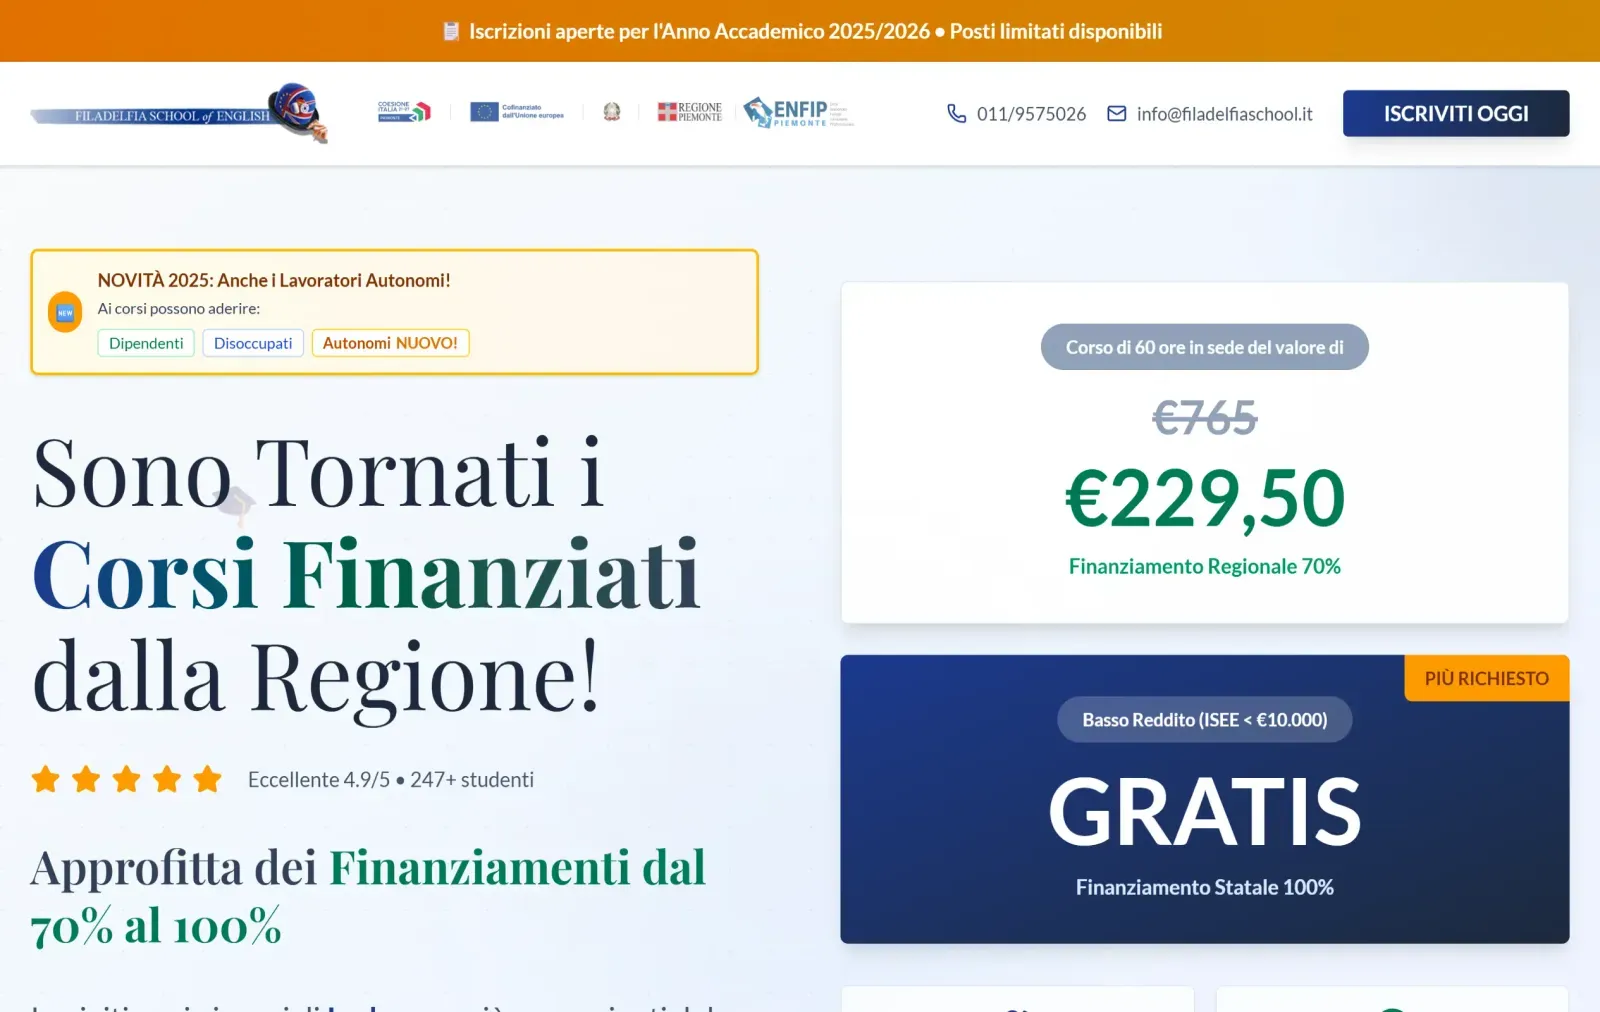 Iscrizioni aperte per l'Anno Accademico 2025/2026 • Posti limitati disponibili
FILADELFIA SCHOOL of ENGLISH
COESIONE
ITALIA 21-27
PIEMONTE
Cofinanziato
dall'Unione europea
REGIONE
PIEMONTE
ENFIP
PIEMONTE
011/9575026
info@filadelfiaschool.it
ISCRIVITI OGGI
NEW
NOVITÀ 2025: Anche i Lavoratori Autonomi!
Ai corsi possono aderire:
Dipendenti
Disoccupati
Autonomi NUOVO!
Sono Tornati i
Corsi Finanziati
dalla Regione!
Eccellente 4.9/5 • 247+ studenti
Approfitta dei Finanziamenti dal
70% al 100%
Corso di 60 ore in sede del valore di
€765
€229,50
Finanziamento Regionale 70%
PIÙ RICHIESTO
Basso Reddito (ISEE < €10.000)
GRATIS
Finanziamento Statale 100%